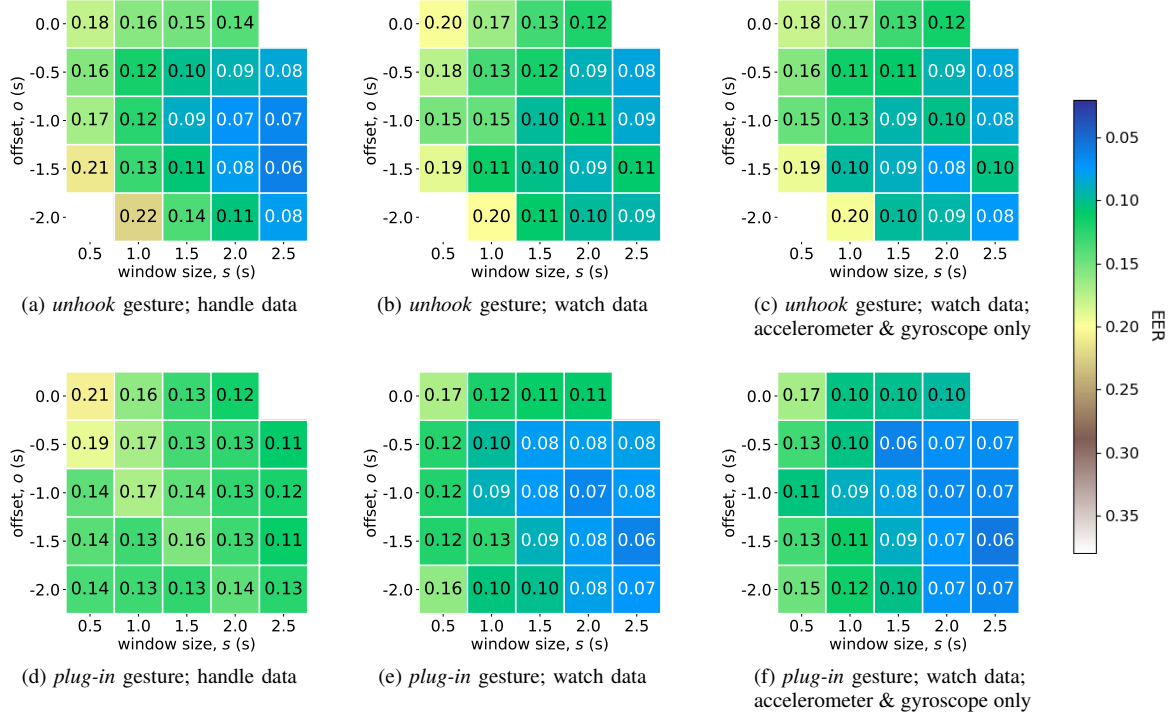 0.0 0.18 0.16 0.15 0.14
-0.5 0.16 0.12 0.10 0.09 0.08
-1.0 0.17 0.12 0.09 0.07 0.07
-1.5 0.21 0.13 0.11 0.08 0.06
-2.0 0.22 0.14 0.11 0.08
offset, o (s)
0.5 1.0 1.5 2.0 2.5
window size, s (s)
(a) unhook gesture; handle data
0.0 0.20 0.17 0.13 0.12
-0.5 0.18 0.13 0.12 0.09 0.08
-1.0 0.15 0.15 0.10 0.11 0.09
-1.5 0.19 0.11 0.10 0.09 0.11
-2.0 0.20 0.11 0.10 0.09
offset, o (s)
0.5 1.0 1.5 2.0 2.5
window size, s (s)
(b) unhook gesture; watch data
0.0 0.18 0.17 0.13 0.12
-0.5 0.16 0.11 0.11 0.09 0.08
-1.0 0.15 0.13 0.09 0.10 0.08
-1.5 0.19 0.10 0.09 0.08 0.10
-2.0 0.20 0.10 0.09 0.08
offset, o (s)
0.5 1.0 1.5 2.0 2.5
window size, s (s)
(c) unhook gesture; watch data;
accelerometer & gyroscope only
0.0 0.21 0.16 0.13 0.12
-0.5 0.19 0.17 0.13 0.13 0.11
-1.0 0.14 0.17 0.14 0.13 0.12
-1.5 0.14 0.13 0.16 0.13 0.11
-2.0 0.14 0.13 0.13 0.14 0.13
offset, o (s)
0.5 1.0 1.5 2.0 2.5
window size, s (s)
(d) plug-in gesture; handle data
0.0 0.17 0.12 0.11 0.11
-0.5 0.12 0.10 0.08 0.08 0.08
-1.0 0.12 0.09 0.08 0.07 0.08
-1.5 0.12 0.13 0.09 0.08 0.06
-2.0 0.16 0.10 0.10 0.08 0.07
offset, o (s)
0.5 1.0 1.5 2.0 2.5
window size, s (s)
(e) plug-in gesture; watch data
0.0 0.17 0.10 0.10 0.10
-0.5 0.13 0.10 0.06 0.07 0.07
-1.0 0.11 0.09 0.08 0.07 0.07
-1.5 0.13 0.11 0.09 0.07 0.06
-2.0 0.15 0.12 0.10 0.07 0.07
offset, o (s)
0.5 1.0 1.5 2.0 2.5
window size, s (s)
(f) plug-in gesture; watch data;
accelerometer & gyroscope only
0.05
0.10
0.15
0.20
0.25
0.30
0.35
EER